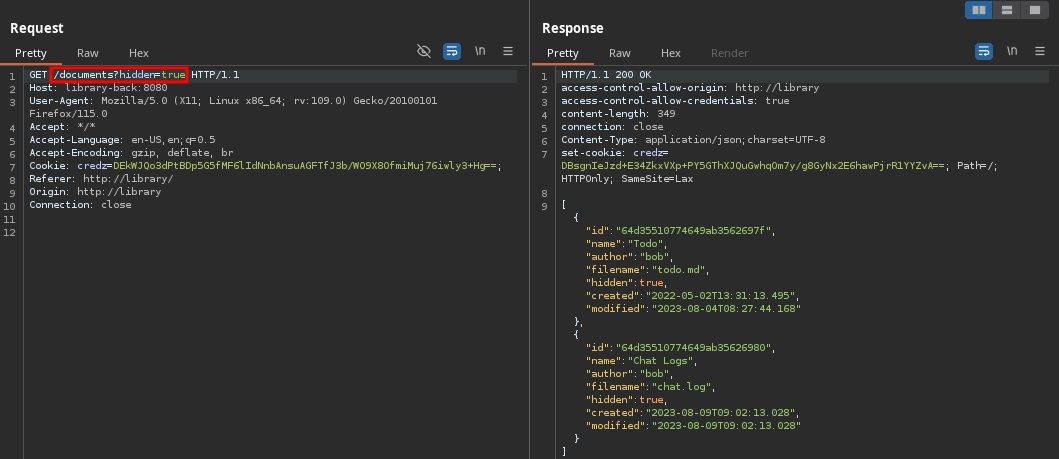 Request
Pretty Raw Hex \n
1 GET /documents?hidden=true HTTP/1.1
2 Host: library-back:8080
3 User-Agent: Mozilla/5.0 (X11; Linux x86_64; rv:109.0) Gecko/20100101
Firefox/115.0
4 Accept: */*
5 Accept-Language: en-US,en;q=0.5
6 Accept-Encoding: gzip, deflate, br
7 Cookie: credz=DEkWJQo3dPtBDp5G5fMF6lIdNnbAnsuAGFTfJ3b/WO9X8OfmiMuj76iwly3+Hg==;
8 Referer: http://library/
9 Origin: http://library
10 Connection: close
11
12
Response
Pretty Raw Hex Render \n
1 HTTP/1.1 200 OK
2 access-control-allow-origin: http://library
3 access-control-allow-credentials: true
4 content-length: 349
5 connection: close
6 Content-Type: application/json;charset=UTF-8
7 set-cookie: credz=
DBsgnIeJzd+E34ZkxVXp+PY5GThXJQuGwhqOm7y/g8GyNx2E6hawPjrR1YYZvA==; Path=/;
HTTPOnly; SameSite=Lax
8
9 [
{
"id":"64d35510774649ab3562697f",
"name":"Todo",
"author":"bob",
"filename":"todo.md",
"hidden":true,
"created":"2022-05-02T13:31:13.495",
"modified":"2023-08-04T08:27:44.168"
},
{
"id":"64d35510774649ab35626980",
"name":"Chat Logs",
"author":"bob",
"filename":"chat.log",
"hidden":true,
"created":"2023-08-09T09:02:13.028",
"modified":"2023-08-09T09:02:13.028"
}
]